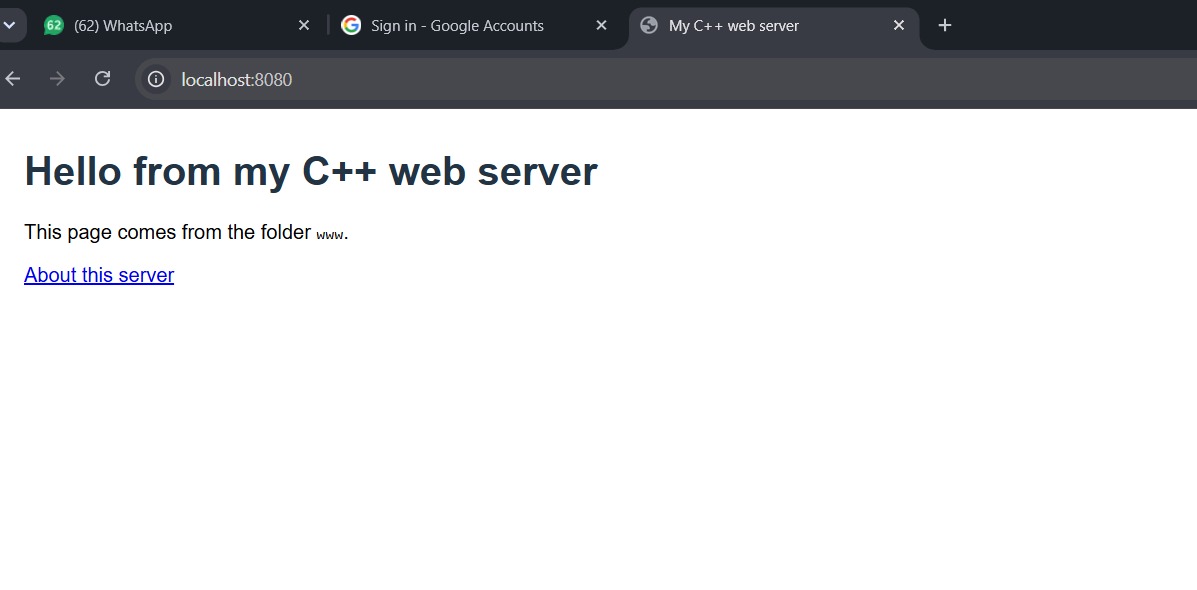 62 (62) WhatsApp
Sign in - Google Accounts
My C++ web server
localhost:8080
Hello from my C++ web server
This page comes from the folder www.
About this server